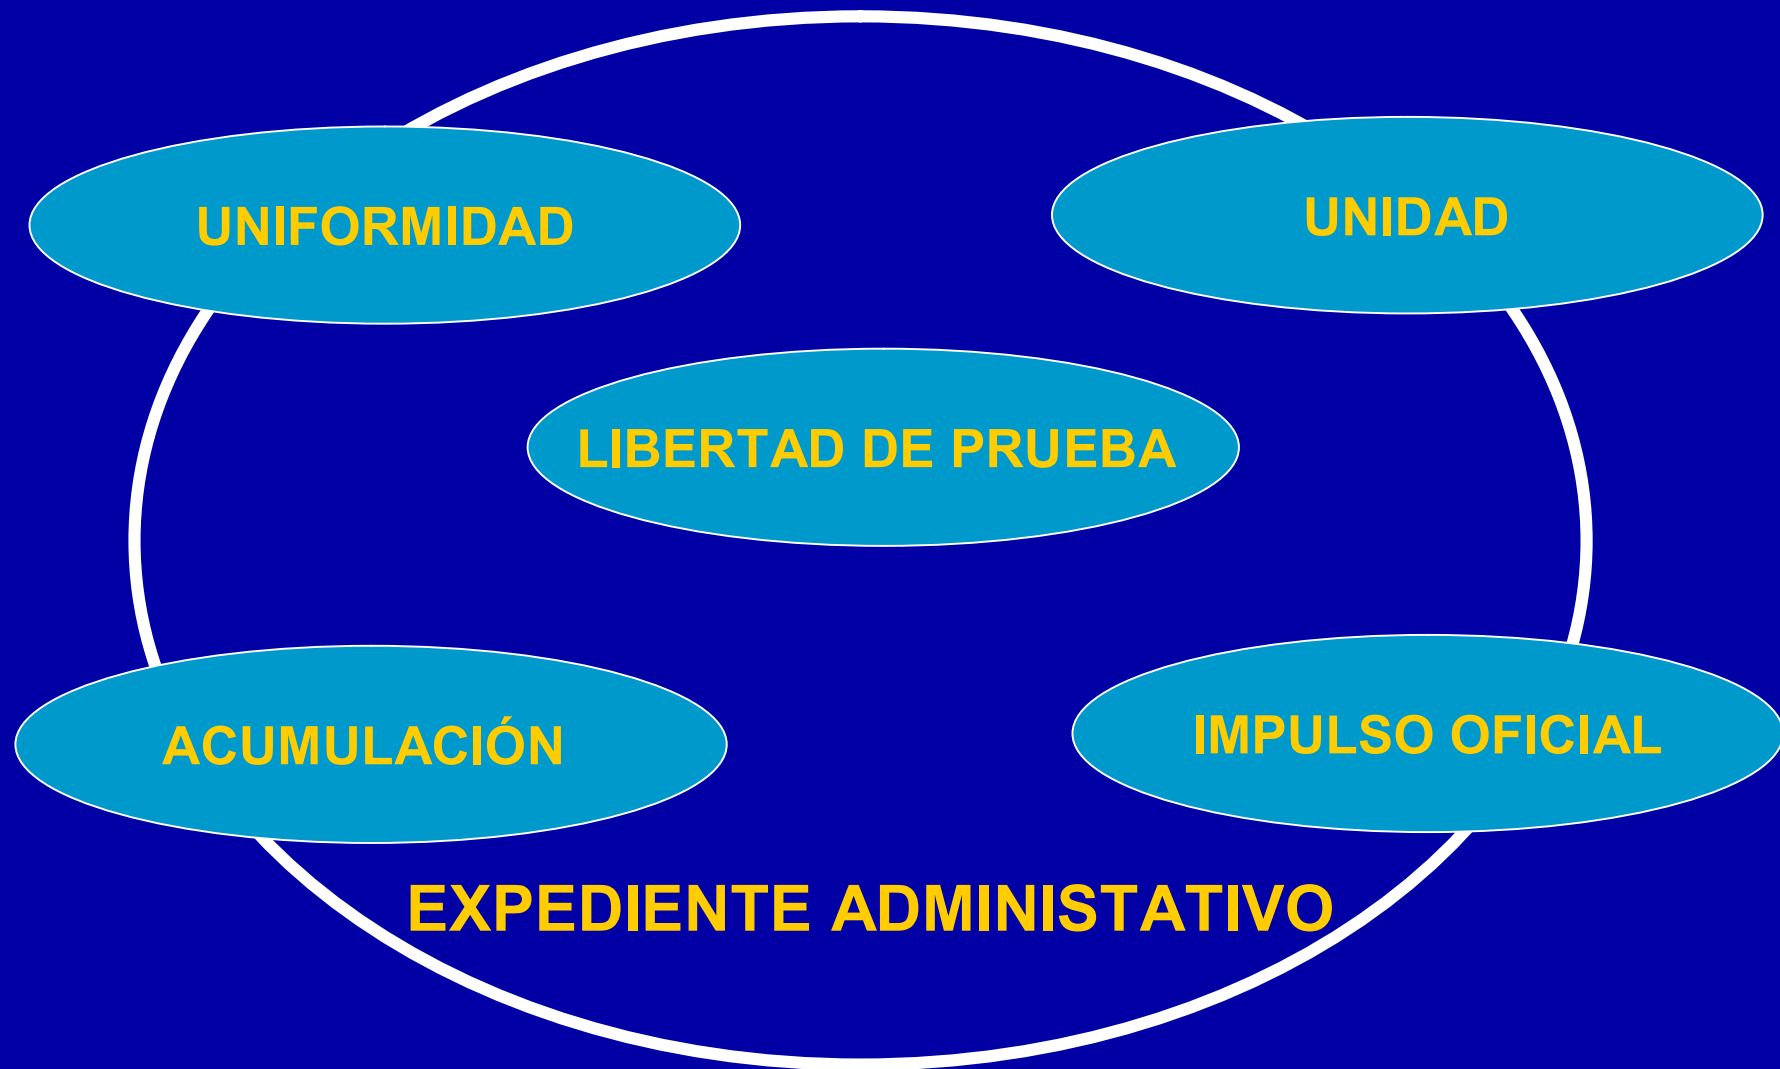 UNIFORMIDAD
UNIDAD
LIBERTAD DE PRUEBA
ACUMULACIÓN
IMPULSO OFICIAL
EXPEDIENTE ADMINISTATIVO